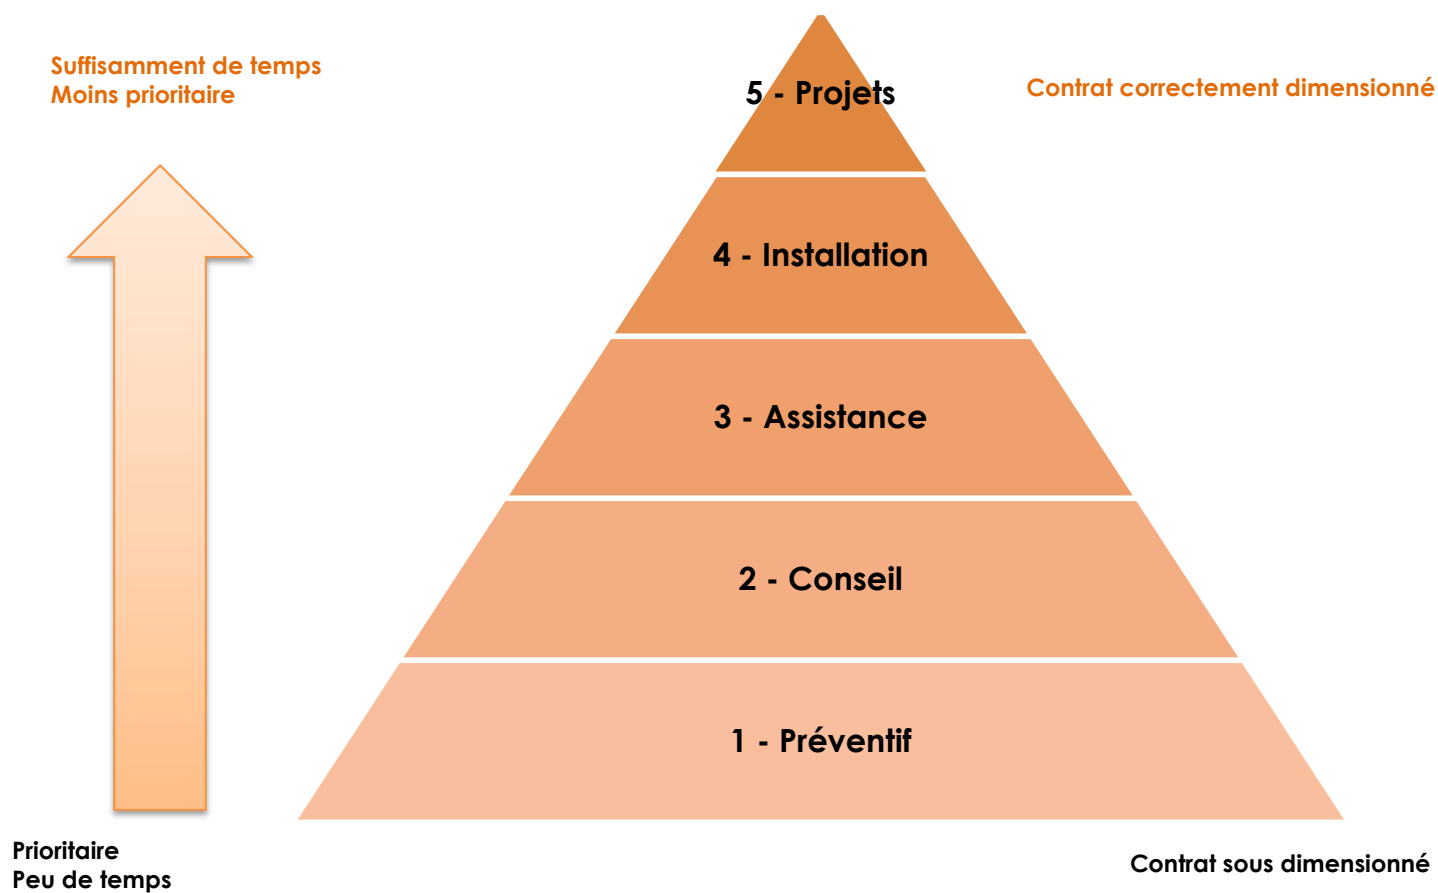 Suffisamment de temps
Moins prioritaire
5 - Projets
Contrat correctement dimensionné
4 - Installation
3 - Assistance
2 - Conseil
1 - Préventif
Prioritaire
Peu de temps
Contrat sous dimensionné